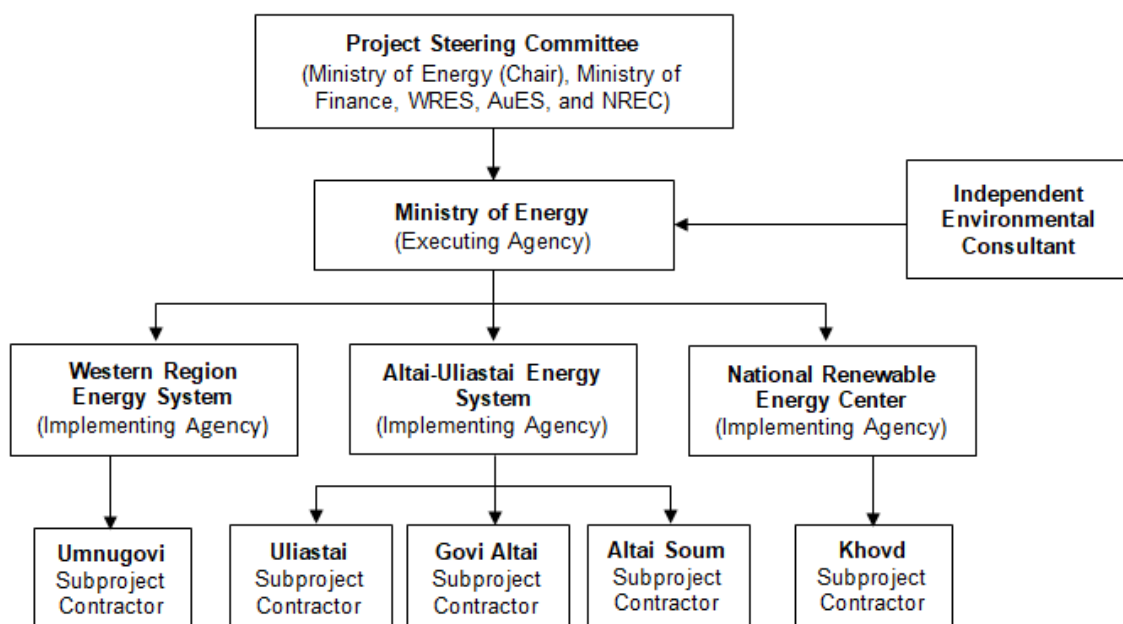 Project Steering Committee
(Ministry of Energy (Chair), Ministry of
Finance, WRES, AuES, and NREC)
Ministry of Energy
(Executing Agency)
Independent
Environmental
Consultant
Western Region
Energy System
(Implementing Agency)
Altai-Uliastai Energy
System
(Implementing Agency)
National Renewable
Energy Center
(Implementing Agency)
Umnugovi
Subproject
Contractor
Uliastai
Subproject
Contractor
Govi Altai
Subproject
Contractor
Altai Soum
Subproject
Contractor
Khovd
Subproject
Contractor